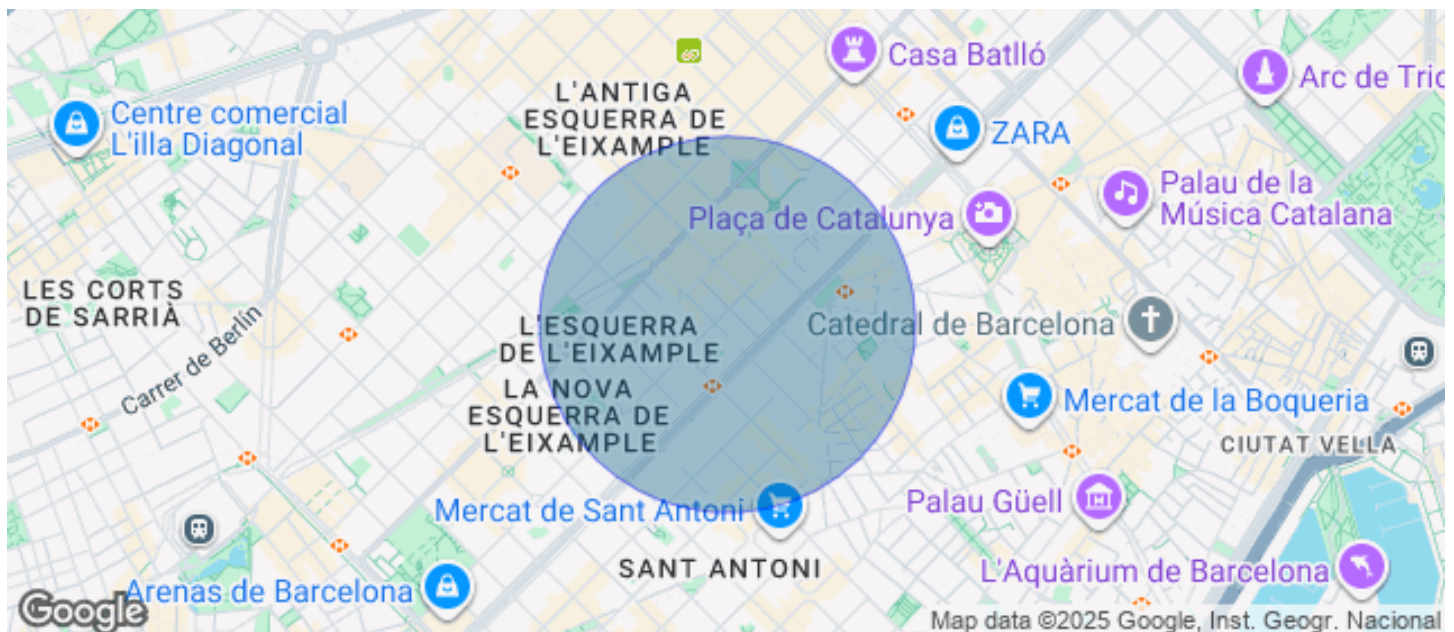 Casa Batlló
L'ANTIGA
ESQUERRA DE
L'EIXAMPLE
Arc de Tric
Centre comercial
L'illa Diagonal
ZARA
Palau de la
Música Catalana
Plaça de Catalunya
LES CORTS
DE SARRIÀ
Carrer de Berlín
L'ESQUERRA
DE L'EIXAMPLE
Catedral de Barcelona
LA NOVA
ESQUERRA DE
L'EIXAMPLE
Mercat de la Boqueria
CIUTAT VELLA
Mercat de Sant Antoni
Palau Güell
SANT ANTONI
L'Aquàrium de Barcelona
Arenas de Barcelona
Google
Map data ©2025 Google, Inst. Geogr. Nacional